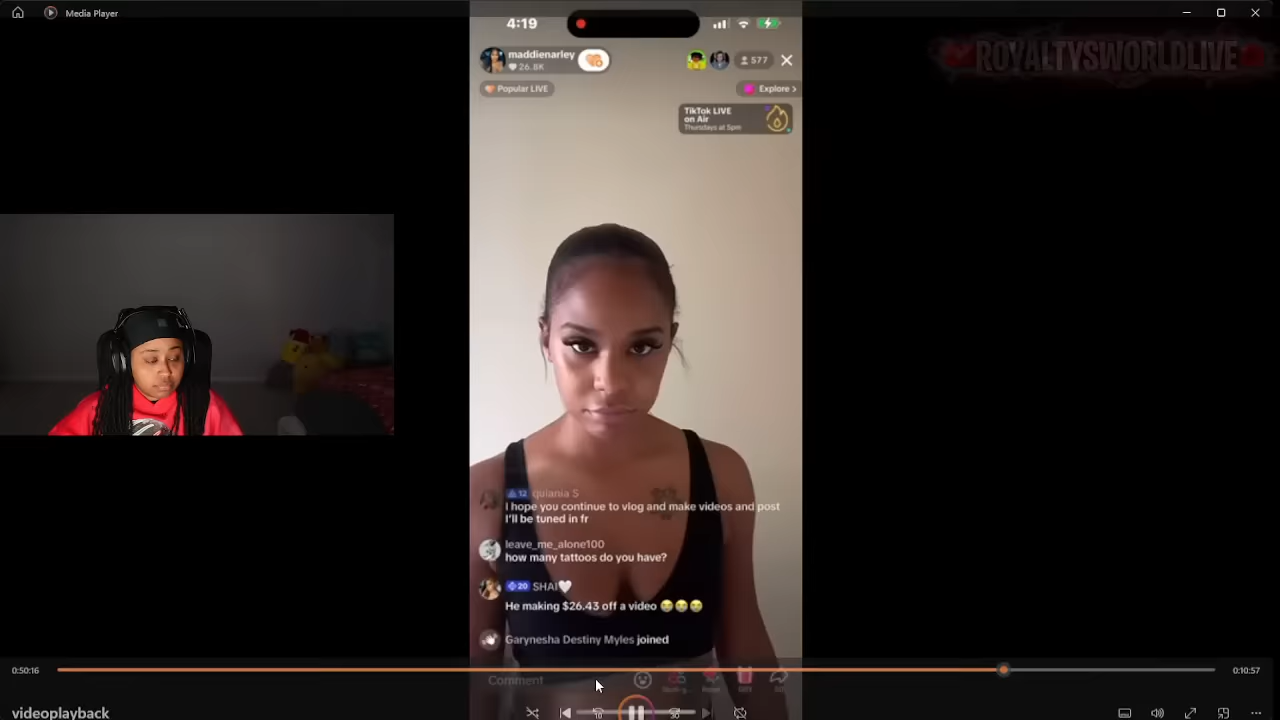 Media Player
ROYALTYSWORLDLIVE
4:19
maddienarley
26.8K
577
Popular LIVE
Explore >
TikTok LIVE
on Air
Thursdays at 5pm
12 quiania S
I hope you continue to vlog and make videos and post
I'll be tuned in fr
leave_me_alone100
how many tattoos do you have?
20 SHAI🤍
He making $26.43 off a video 😭😭😭
Garynesha Destiny Myles joined
0:50:16
0:10:57
Comment
videoplayback
10
30